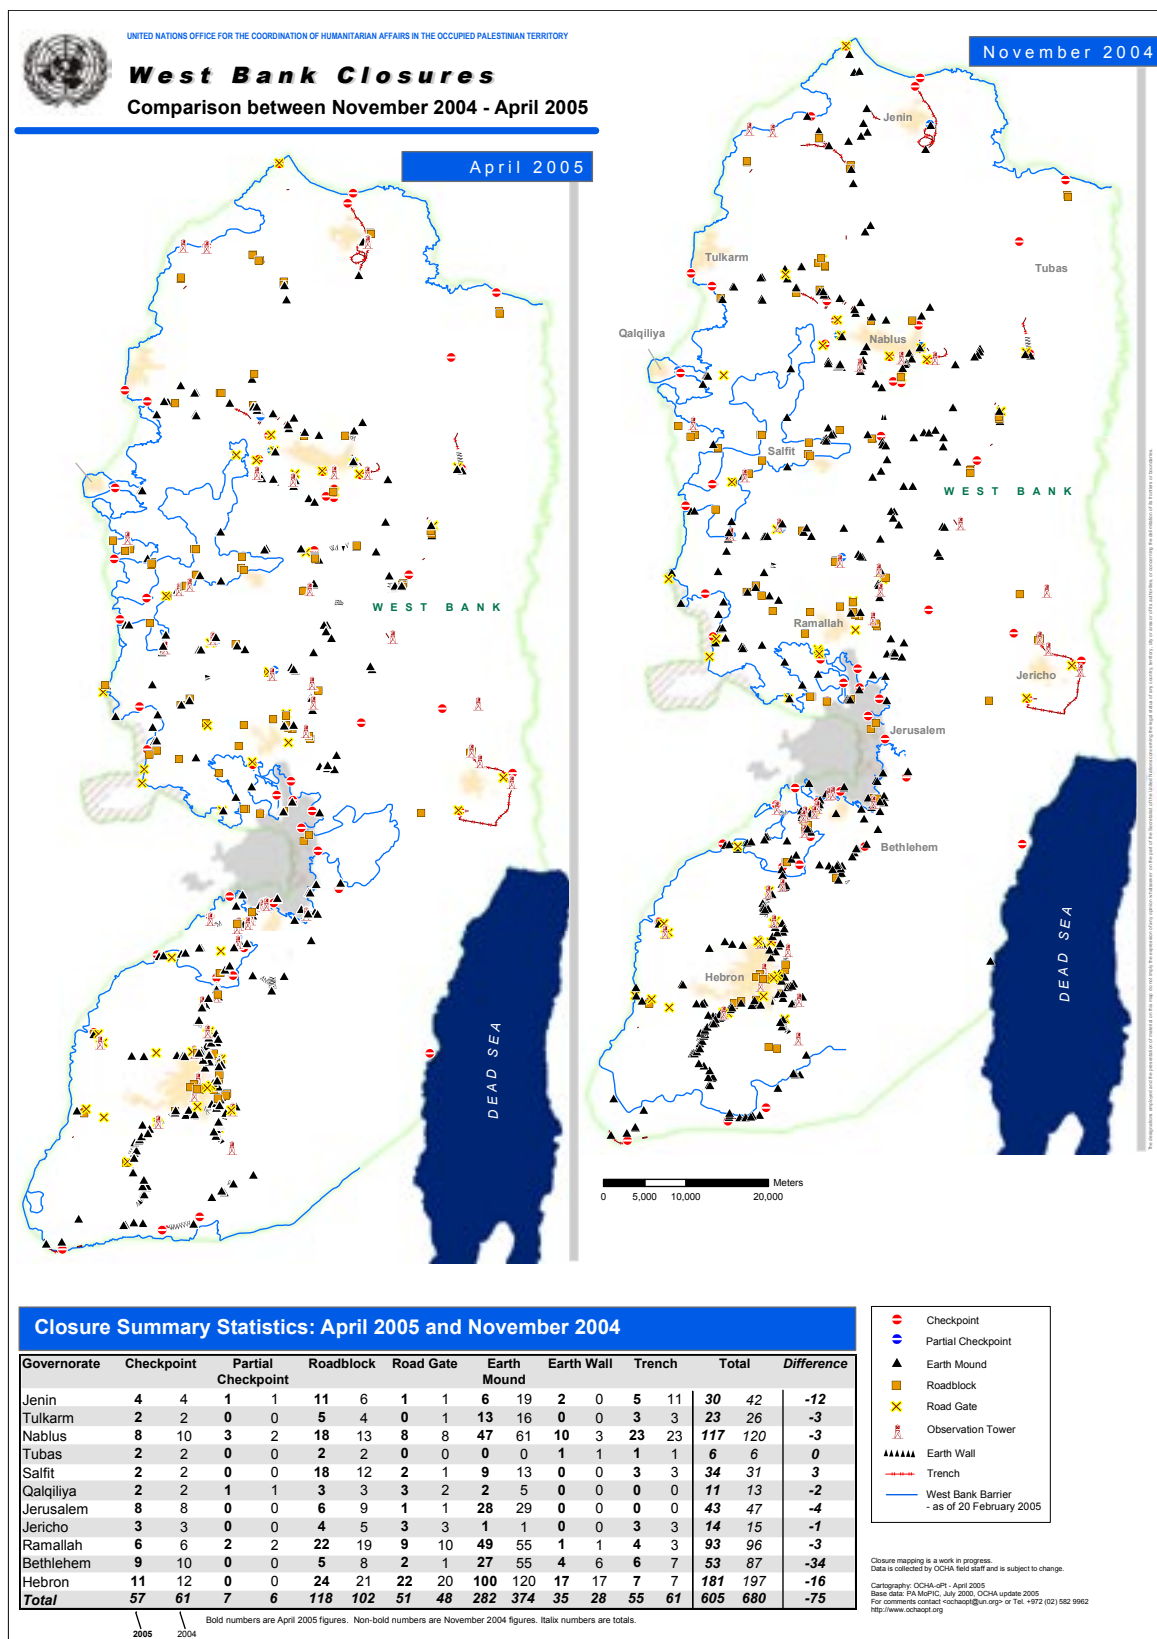 UNITED NATIONS OFFICE FOR THE COORDINATION OF HUMANITARIAN AFFAIRS IN THE OCCUPIED PALESTINIAN TERRITORY
West Bank Closures
Comparison between November 2004 - April 2005
November 2004
April 2005
Jenin
Tulkarm
Tubas
Qalqiliya
Nablus
Salfit
WEST BANK
WEST BANK
Ramallah
Jericho
Jerusalem
Bethlehem
Hebron
DEAD SEA
DEAD SEA
Meters
0 5,000 10,000 20,000
Closure Summary Statistics: April 2005 and November 2004
Governorate Checkpoint Partial Checkpoint Roadblock Road Gate Earth Mound Earth Wall Trench Total Difference
Jenin 4 4 1 1 11 6 1 1 6 19 2 0 5 11 30 42 -12
Tulkarm 2 2 0 0 5 4 0 1 13 16 0 0 3 3 23 26 -3
Nablus 8 10 3 2 18 13 8 8 47 61 10 3 23 23 117 120 -3
Tubas 2 2 0 0 2 2 0 0 0 0 1 1 1 1 6 6 0
Salfit 2 2 0 0 18 12 2 1 9 13 0 0 3 3 34 31 3
Qalqiliya 2 2 1 1 3 3 3 2 2 5 0 0 0 0 11 13 -2
Jerusalem 8 8 0 0 6 9 1 1 28 29 0 0 0 0 43 47 -4
Jericho 3 3 0 0 4 5 3 3 1 1 0 0 3 3 14 15 -1
Ramallah 6 6 2 2 22 19 9 10 49 55 1 1 4 3 93 96 -3
Bethlehem 9 10 0 0 5 8 2 1 27 55 4 6 6 7 53 87 -34
Hebron 11 12 0 0 24 21 22 20 100 120 17 17 7 7 181 197 -16
Total 57 61 7 6 118 102 51 48 282 374 35 28 55 61 605 680 -75
Bold numbers are April 2005 figures. Non-bold numbers are November 2004 figures. Italix numbers are totals.
2005 2004
Checkpoint
Partial Checkpoint
Earth Mound
Roadblock
Road Gate
Observation Tower
Earth Wall
Trench
West Bank Barrier
- as of 20 February 2005
Closure mapping is a work in progress.
Data is collected by OCHA field staff and is subject to change.
Cartography: OCHA-oPt - April 2005
Base data: PA MoPIC, July 2000, OCHA update 2005
For comments contact <ochaopt@un.org> or Tel. +972 (02) 582 9962
http://www.ochaopt.org